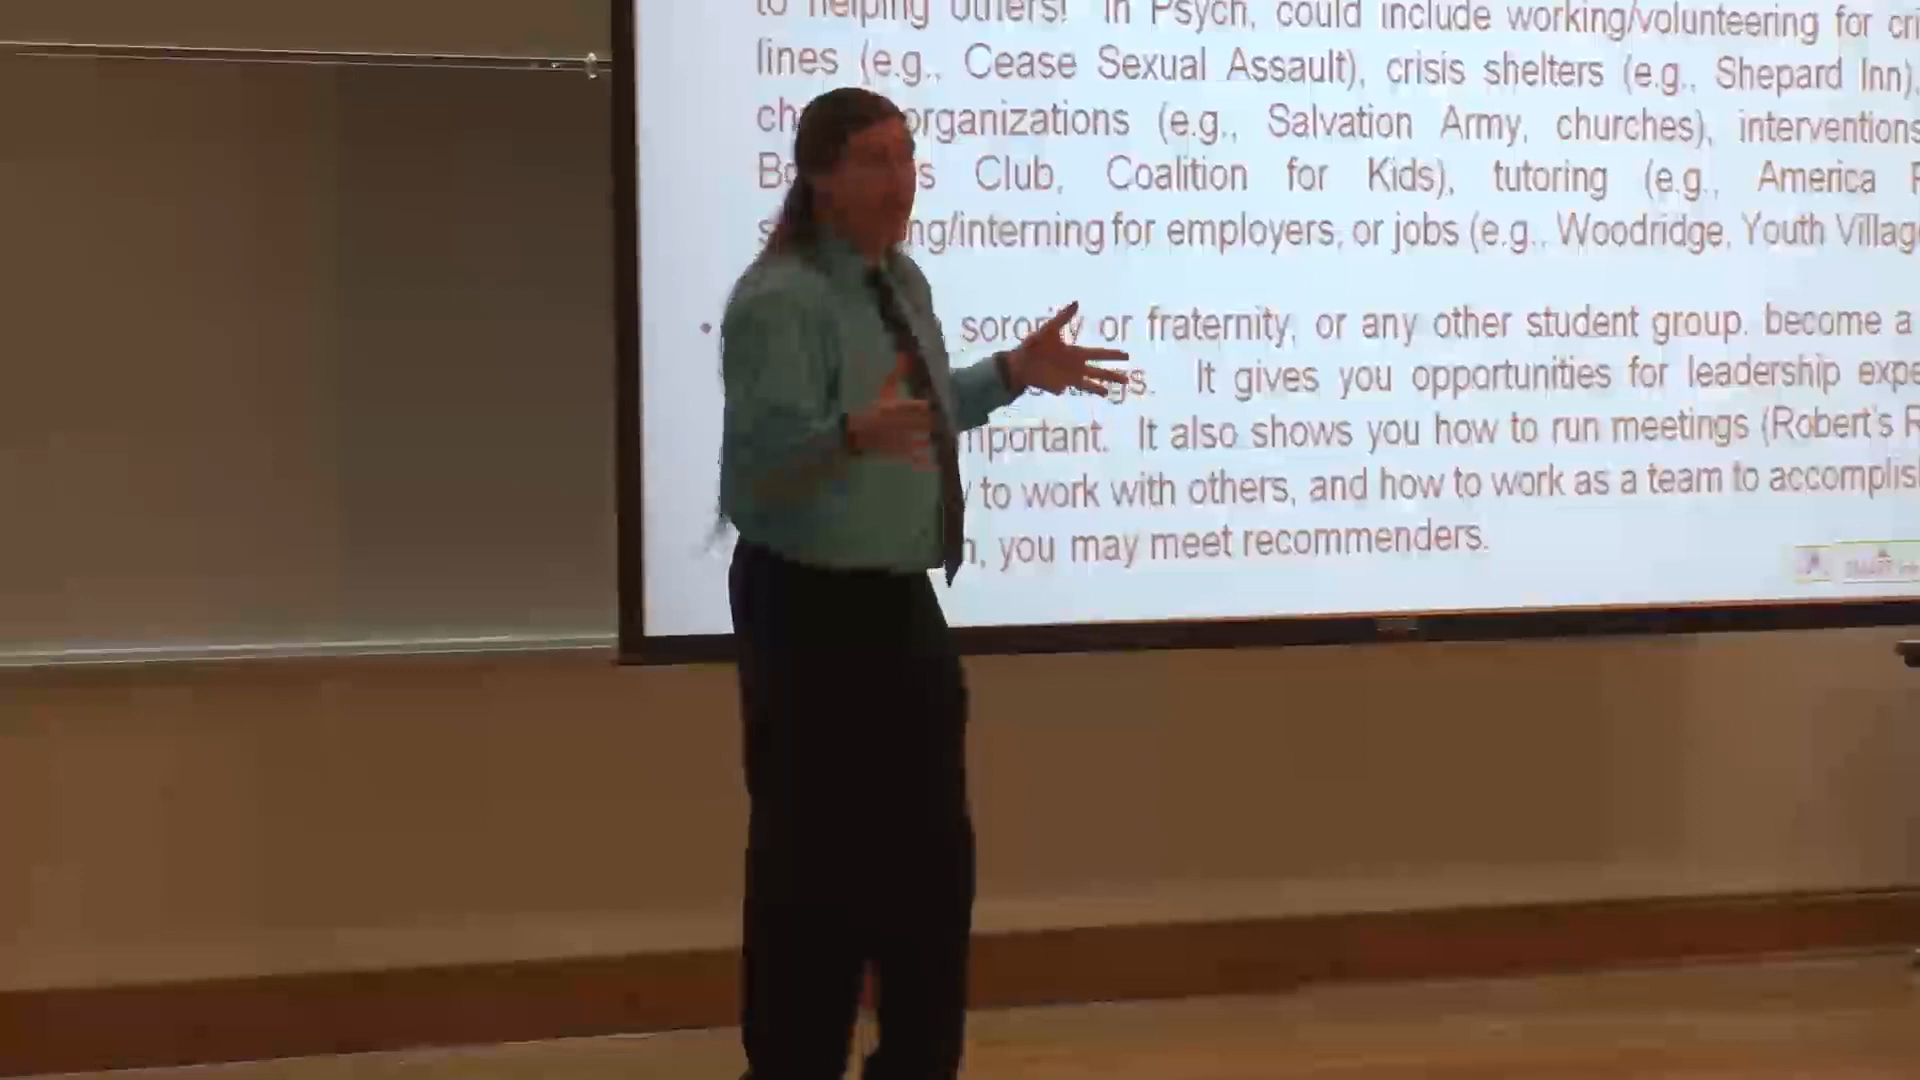 to helping others! In Psych, could include working/volunteering for cri
lines (e.g., Cease Sexual Assault), crisis shelters (e.g., Shepard Inn),
ch organizations (e.g., Salvation Army, churches), interventions
Bo s Club, Coalition for Kids), tutoring (e.g., America R
s ng/interning for employers, or jobs (e.g., Woodridge, Youth Villag
• sorority or fraternity, or any other student group, become a
gs. It gives you opportunities for leadership expe
mportant. It also shows you how to run meetings (Robert's R
to work with others, and how to work as a team to accomplis
, you may meet recommenders.